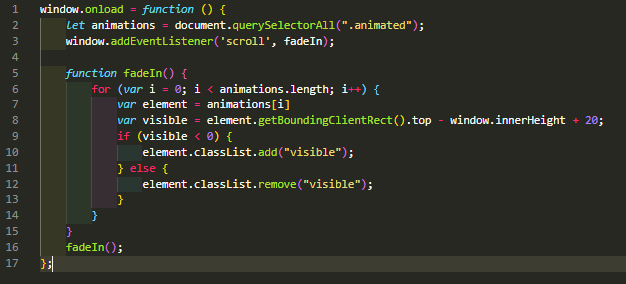 1 window.onload = function () {
2 let animations = document.querySelectorAll(".animated");
3 window.addEventListener('scroll', fadeIn);
4
5 function fadeIn() {
6 for (var i = 0; i < animations.length; i++) {
7 var element = animations[i]
8 var visible = element.getBoundingClientRect().top - window.innerHeight + 20;
9 if (visible < 0) {
10 element.classList.add("visible");
11 } else {
12 element.classList.remove("visible");
13 }
14 }
15 }
16 fadeIn();
17 };